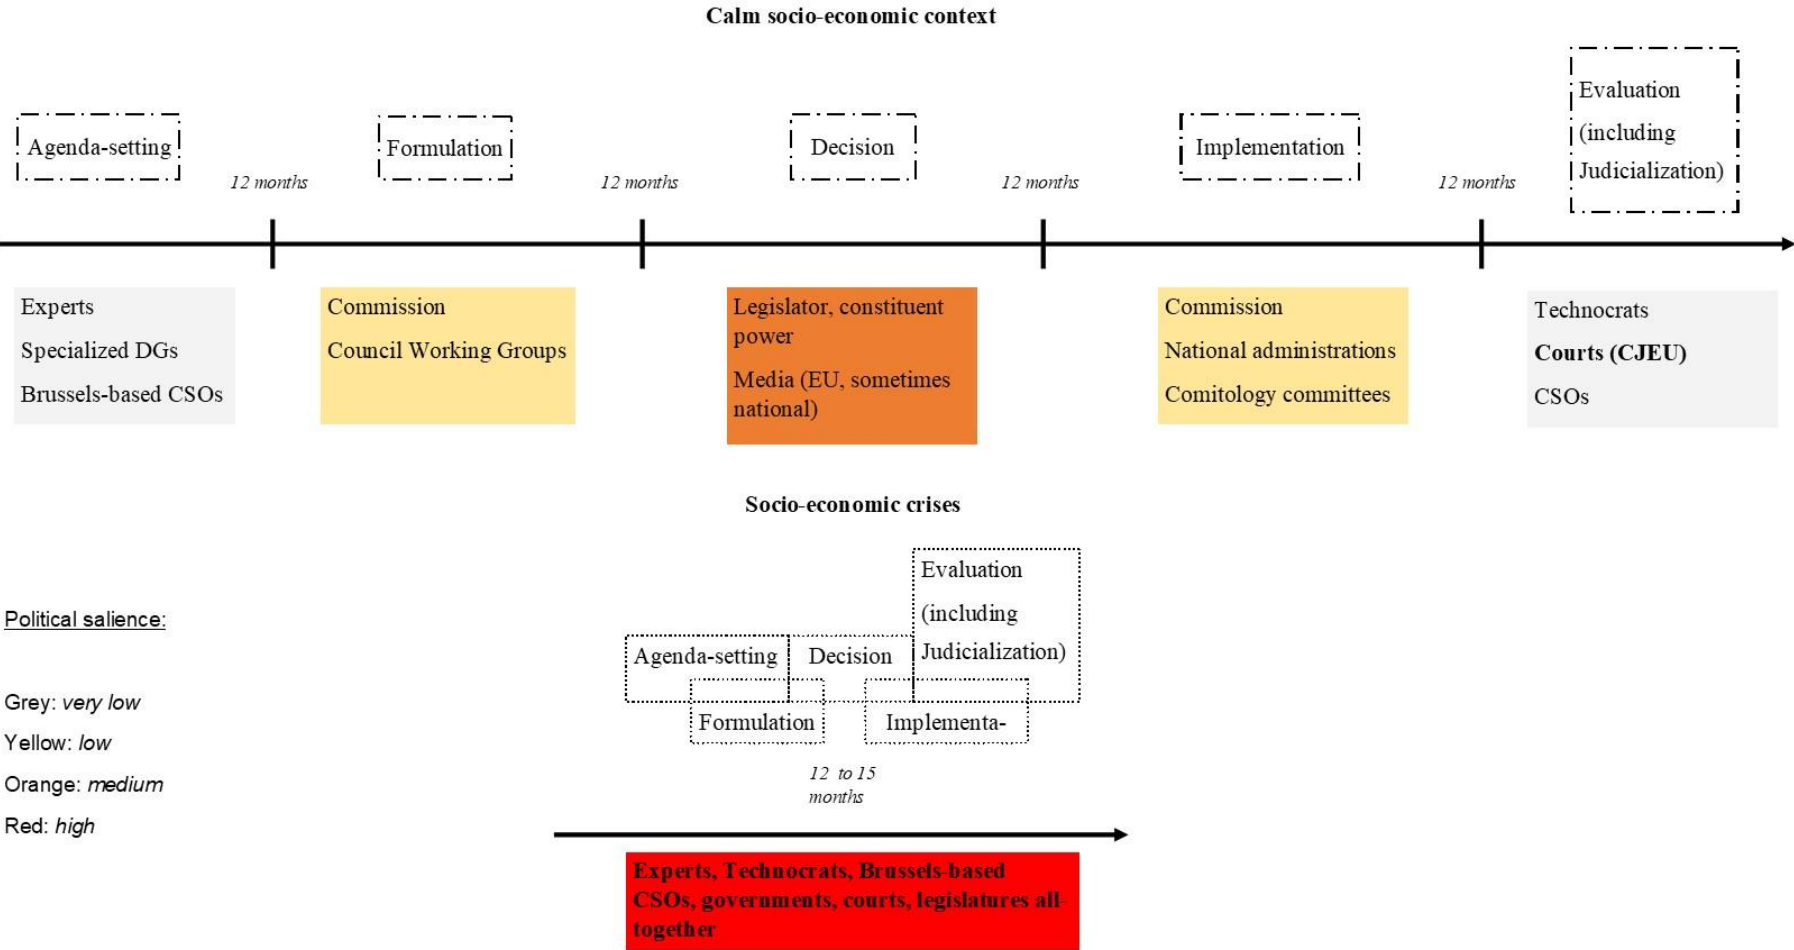 Calm socio-economic context
Agenda-setting
Formulation
Decision
Implementation
Evaluation
(including
Judicialization)
12 months
12 months
12 months
12 months
Experts
Specialized DGs
Brussels-based CSOs
Commission
Council Working Groups
Legislator, constituent
power
Media (EU, sometimes
national)
Commission
National administrations
Comitology committees
Technocrats
Courts (CJEU)
CSOs
Socio-economic crises
Political salience:
Grey: very low
Yellow: low
Orange: medium
Red: high
Evaluation
(including
Judicialization)
Agenda-setting
Decision
Formulation
Implementa-
12 to 15
months
Experts, Technocrats, Brussels-based
CSOs, governments, courts, legislatures all-
together